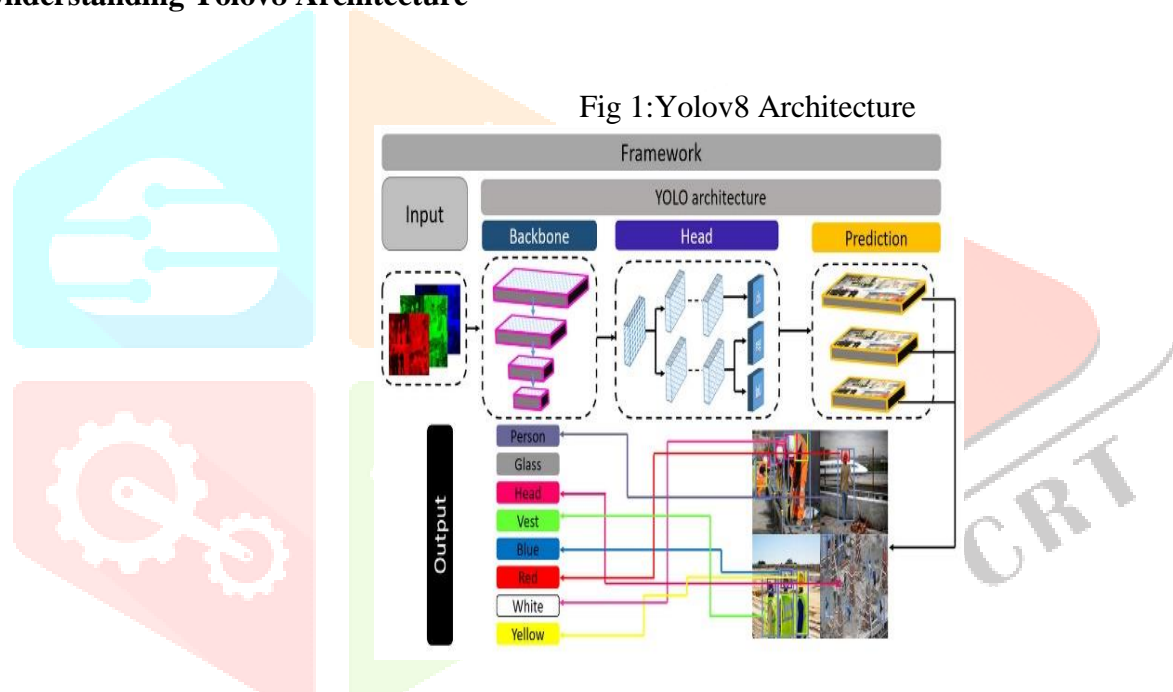 Understanding Yolov8 Architecture
Fig 1:Yolov8 Architecture
Framework
Input
YOLO architecture
Backbone
Head
Prediction
Output
Person
Glass
Head
Vest
Blue
Red
White
Yellow
CRT